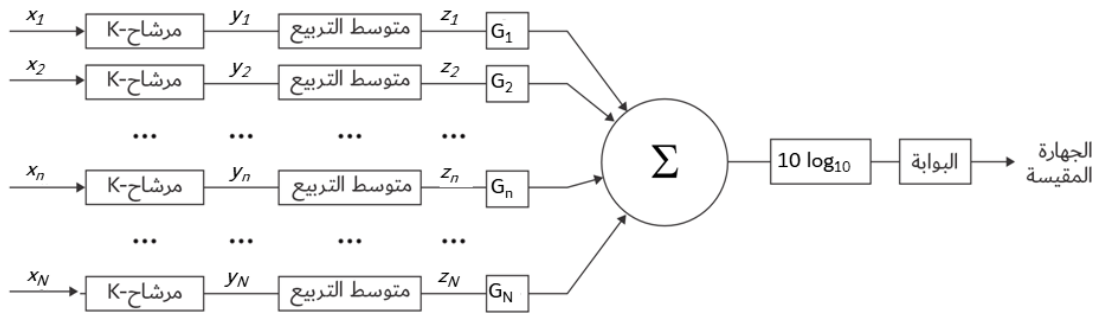 x1 مرشاح-K y1 متوسط التربيع z1 G1
x2 مرشاح-K y2 متوسط التربيع z2 G2
... ... ... ...
xn مرشاح-K yn متوسط التربيع zn Gn
... ... ... ...
xN مرشاح-K yN متوسط التربيع zN GN
Σ
10 log10
البوابة
الجهارة
المقيسة